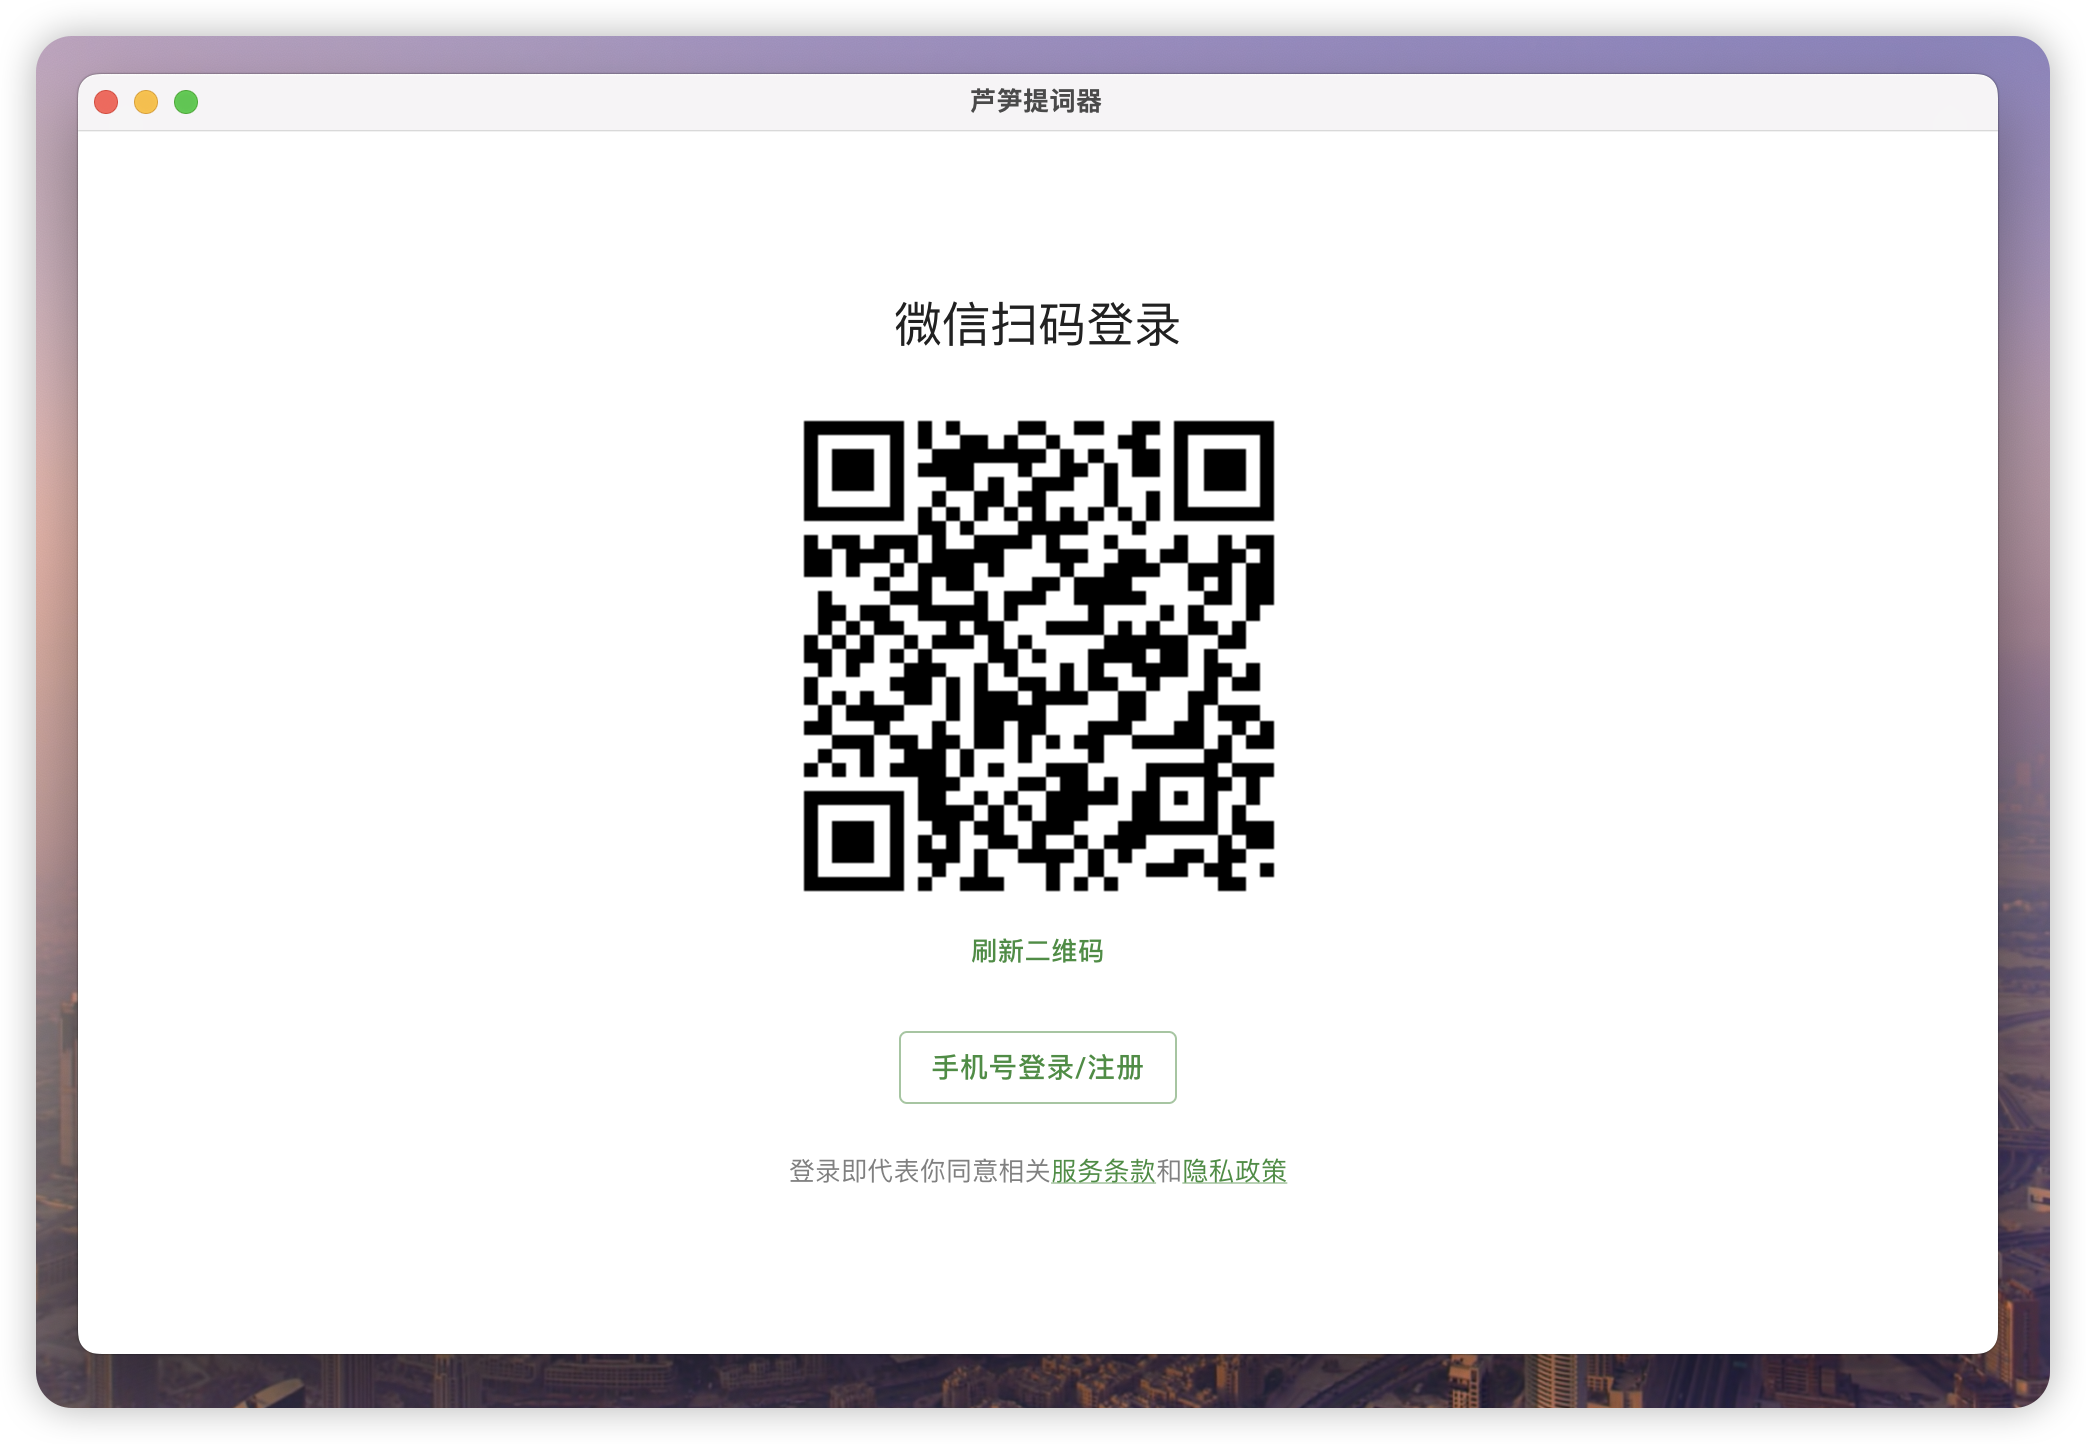 芦笋提词器
微信扫码登录
刷新二维码
手机号登录/注册
登录即代表你同意相关服务条款和隐私政策